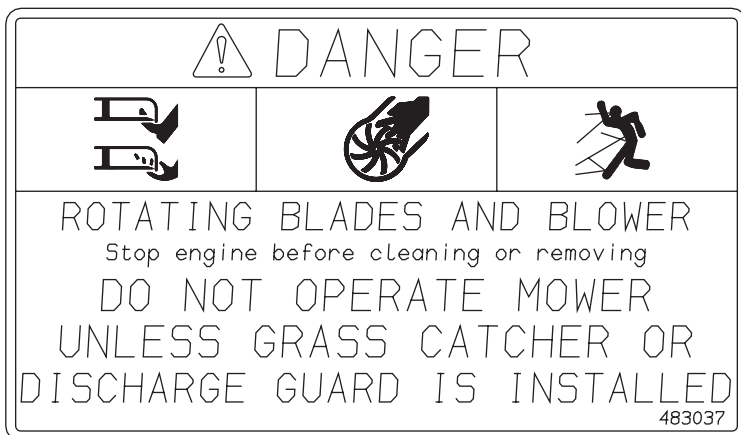 DANGER
ROTATING BLADES AND BLOWER
Stop engine before cleaning or removing
DO NOT OPERATE MOWER
UNLESS GRASS CATCHER OR
DISCHARGE GUARD IS INSTALLED
483037